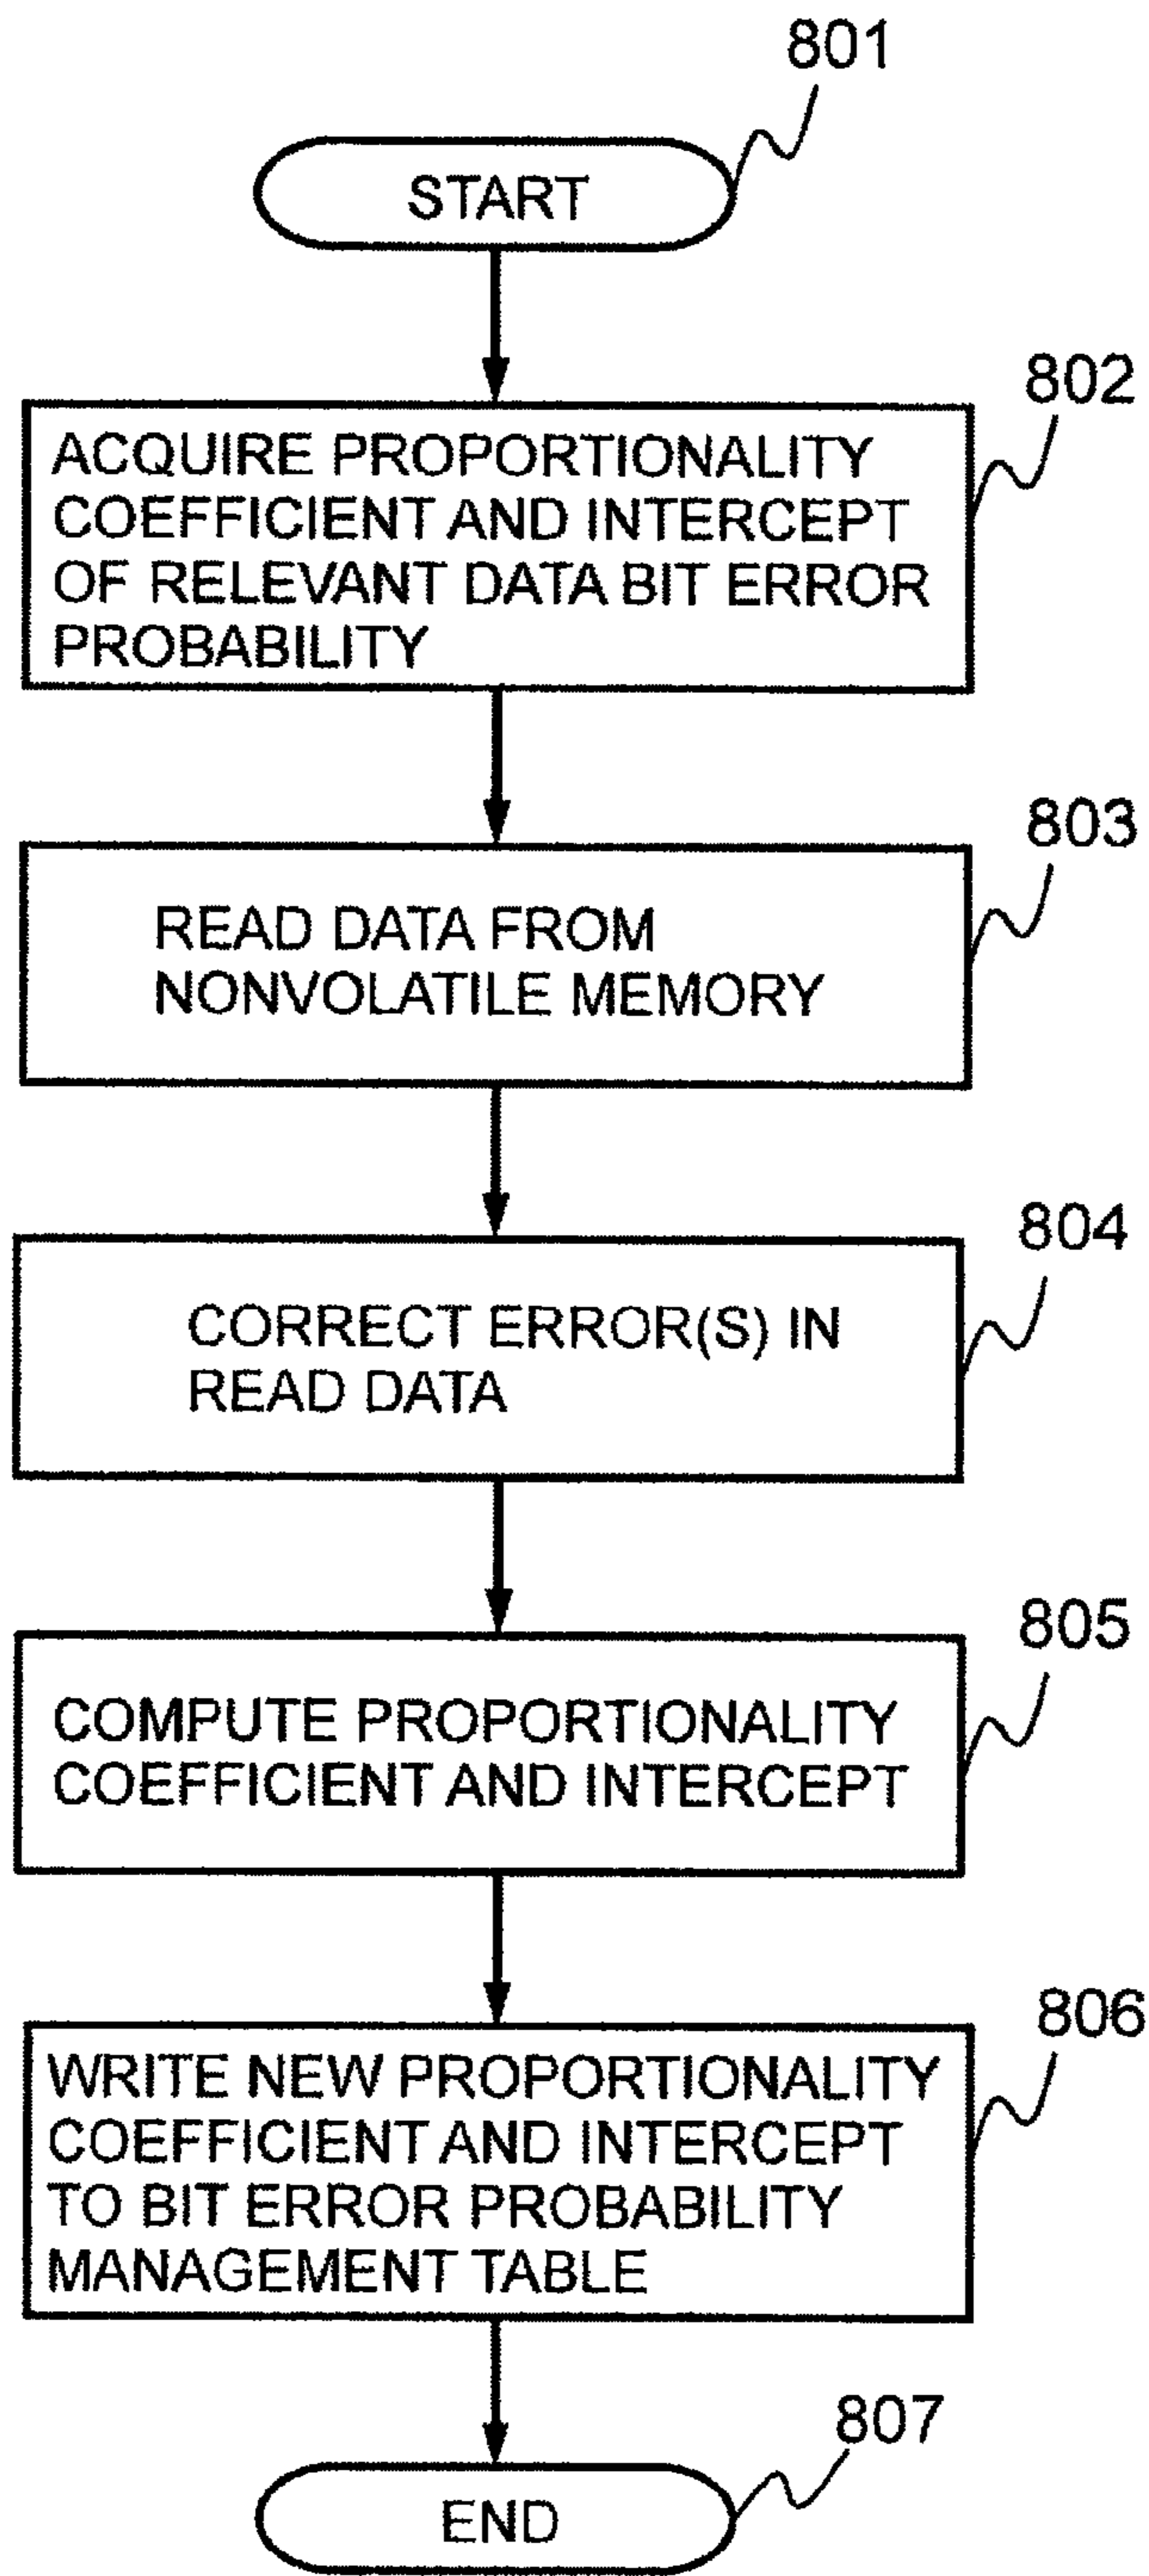 801
START
802
ACQUIRE PROPORTIONALITY
COEFFICIENT AND INTERCEPT
OF RELEVANT DATA BIT ERROR
PROBABILITY
803
READ DATA FROM
NONVOLATILE MEMORY
804
CORRECT ERROR(S) IN
READ DATA
805
COMPUTE PROPORTIONALITY
COEFFICIENT AND INTERCEPT
806
WRITE NEW PROPORTIONALITY
COEFFICIENT AND INTERCEPT
TO BIT ERROR PROBABILITY
MANAGEMENT TABLE
807
END